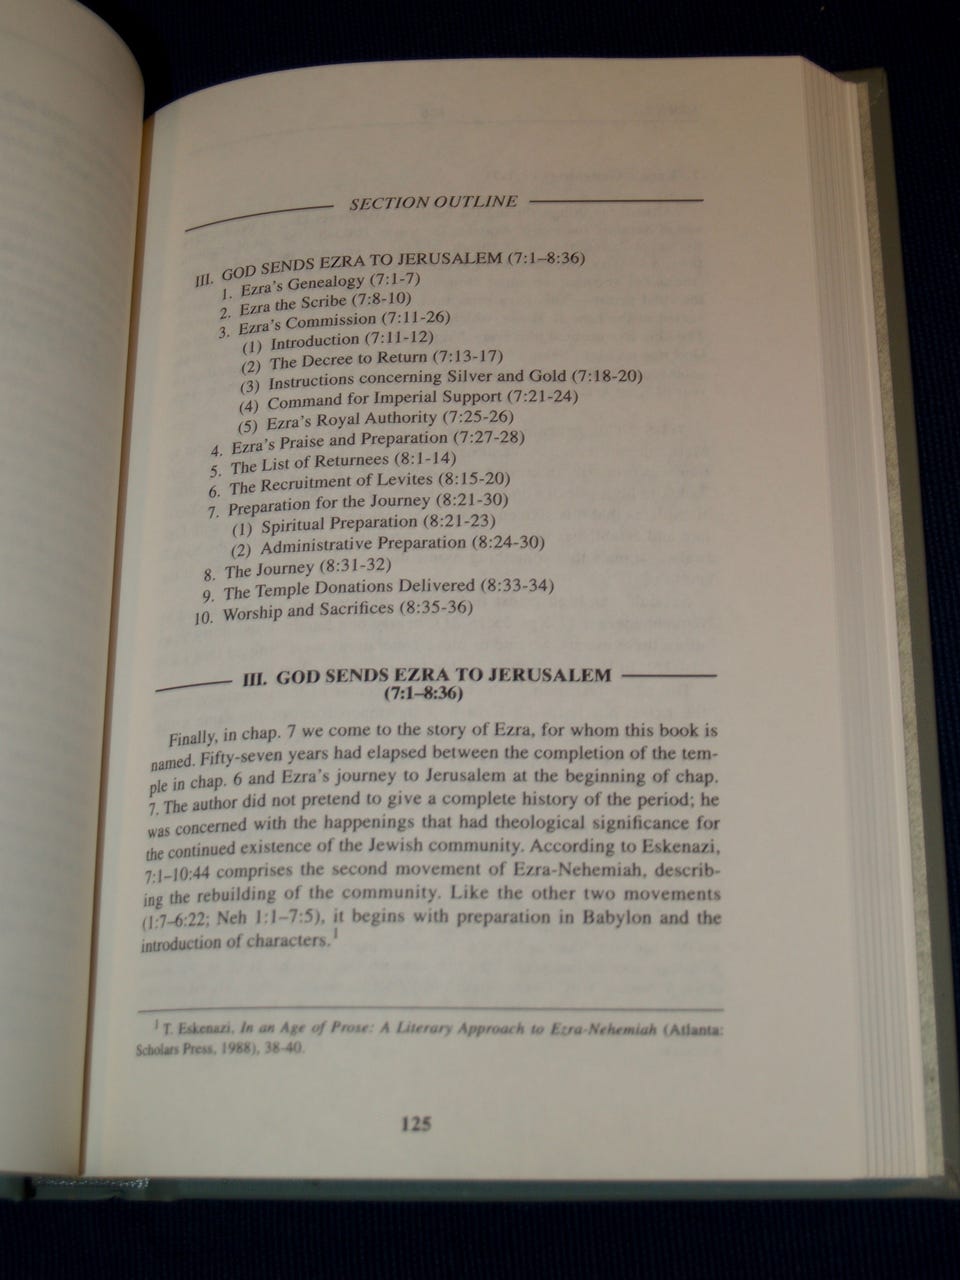 SECTION OUTLINE
III. GOD SENDS EZRA TO JERUSALEM (7:1–8:36)
1. Ezra's Genealogy (7:1-7)
2. Ezra the Scribe (7:8-10)
3. Ezra's Commission (7:11-26)
(1) Introduction (7:11-12)
(2) The Decree to Return (7:13-17)
(3) Instructions concerning Silver and Gold (7:18-20)
(4) Command for Imperial Support (7:21-24)
(5) Ezra's Royal Authority (7:25-26)
4. Ezra's Praise and Preparation (7:27-28)
5. The List of Returnees (8:1-14)
6. The Recruitment of Levites (8:15-20)
7. Preparation for the Journey (8:21-30)
(1) Spiritual Preparation (8:21-23)
(2) Administrative Preparation (8:24-30)
8. The Journey (8:31-32)
9. The Temple Donations Delivered (8:33-34)
10. Worship and Sacrifices (8:35-36)
III. GOD SENDS EZRA TO JERUSALEM
(7:1–8:36)
Finally, in chap. 7 we come to the story of Ezra, for whom this book is
named. Fifty-seven years had elapsed between the completion of the tem-
ple in chap. 6 and Ezra's journey to Jerusalem at the beginning of chap.
7. The author did not pretend to give a complete history of the period; he
was concerned with the happenings that had theological significance for
the continued existence of the Jewish community. According to Eskenazi,
7:1–10:44 comprises the second movement of Ezra-Nehemiah, describ-
ing the rebuilding of the community. Like the other two movements
(1:7–6:22; Neh 1:1–7:5), it begins with preparation in Babylon and the
introduction of characters.1
1 T. Eskenazi, In an Age of Prose: A Literary Approach to Ezra-Nehemiah (Atlanta:
Scholars Press, 1988), 38-40.
125